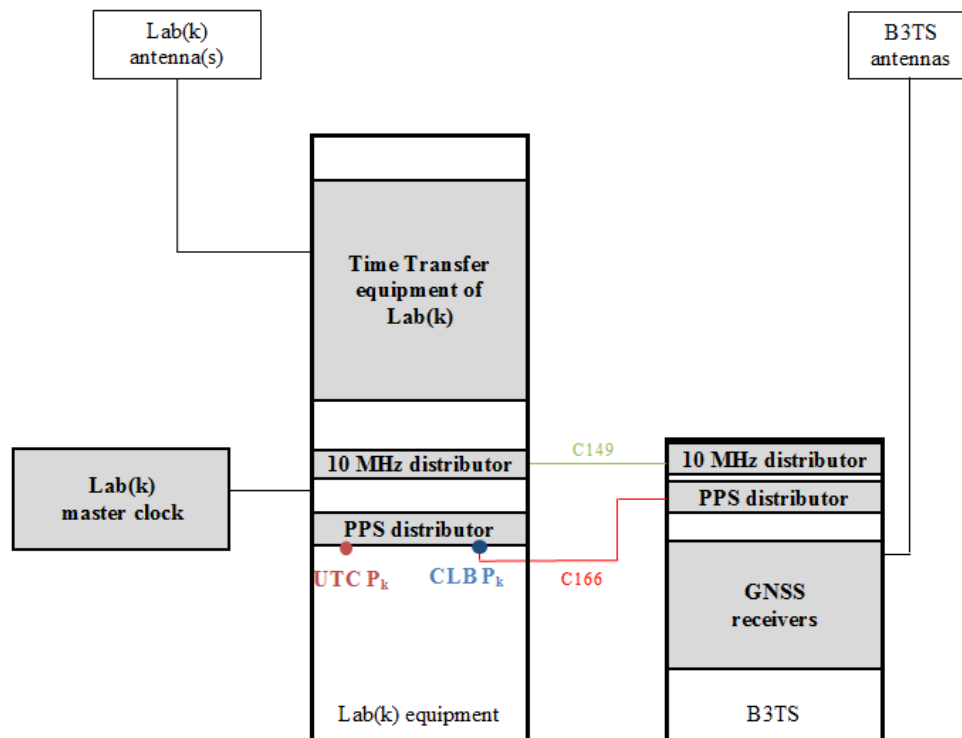 Lab(k)
antenna(s)
B3TS
antennas
Time Transfer
equipment of
Lab(k)
10 MHz distributor
C149
10 MHz distributor
Lab(k)
master clock
PPS distributor
PPS distributor
UTC Pk
CLB Pk
C166
GNSS
receivers
Lab(k) equipment
B3TS